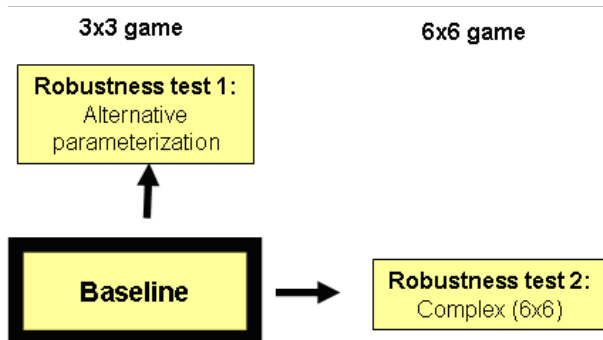 3x3 game
6x6 game
Robustness test 1:
Alternative
parameterization
Baseline
Robustness test 2:
Complex (6x6)